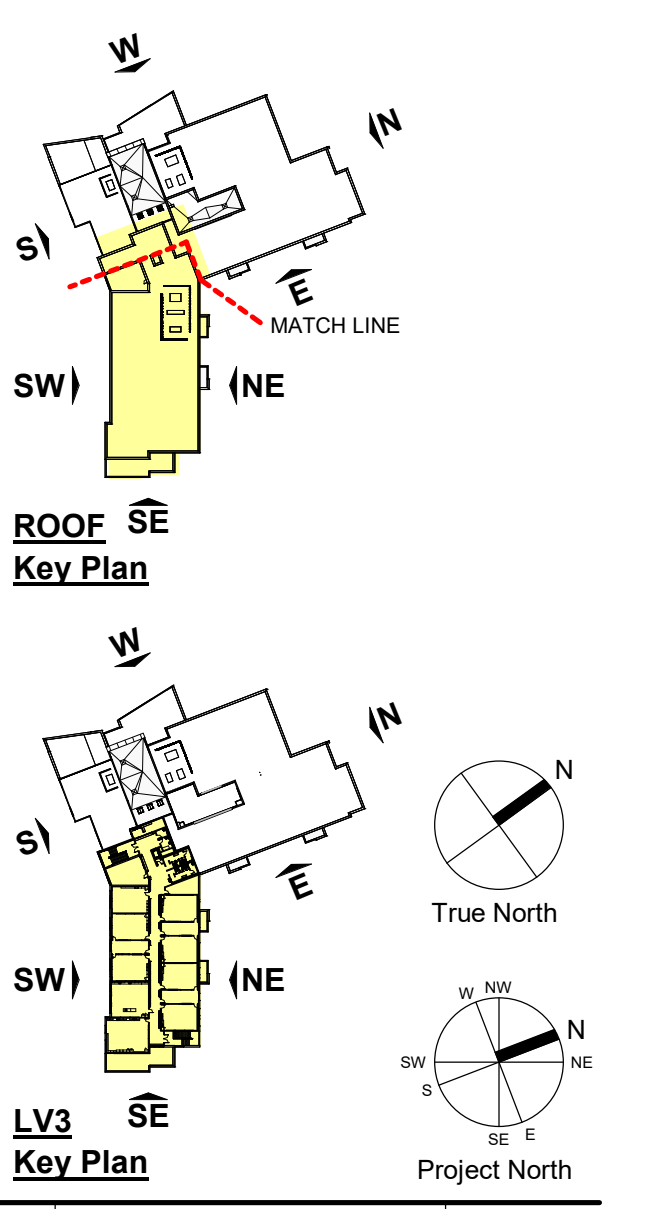 W
N
S
E
MATCH LINE
SW
NE
SE
ROOF
Key Plan
W
N
S
E
SW
NE
SE
LV3
Key Plan
N
True North
W NW
N
SW
NE
S
SE E
Project North